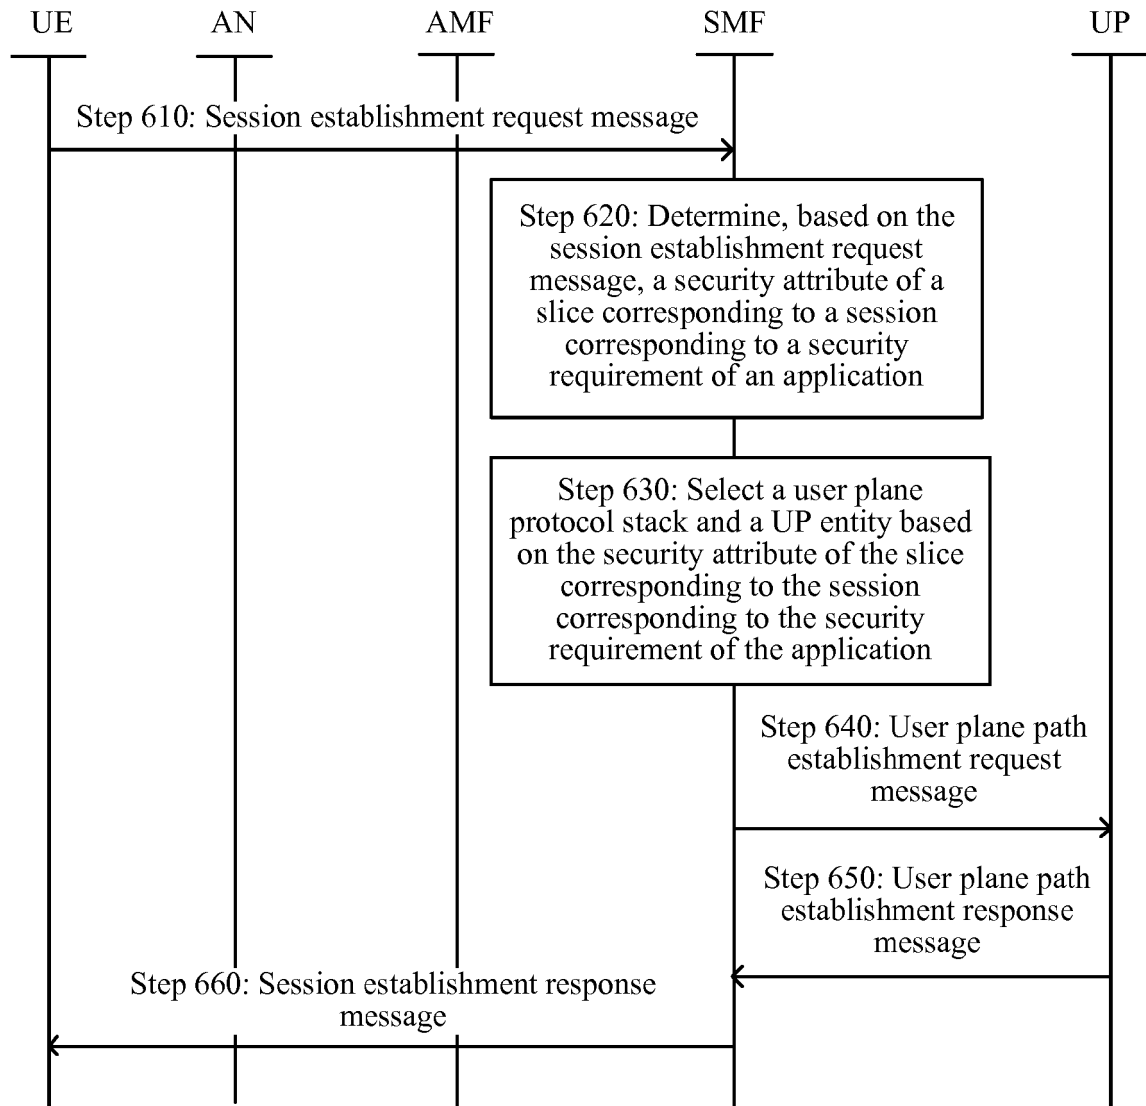 UE
AN
AMF
SMF
UP
Step 610: Session establishment request message
Step 620: Determine, based on the
session establishment request
message, a security attribute of a
slice corresponding to a session
corresponding to a security
requirement of an application
Step 630: Select a user plane
protocol stack and a UP entity based
on the security attribute of the slice
corresponding to the session
corresponding to the security
requirement of the application
Step 640: User plane path
establishment request
message
Step 650: User plane path
establishment response
message
Step 660: Session establishment response
message